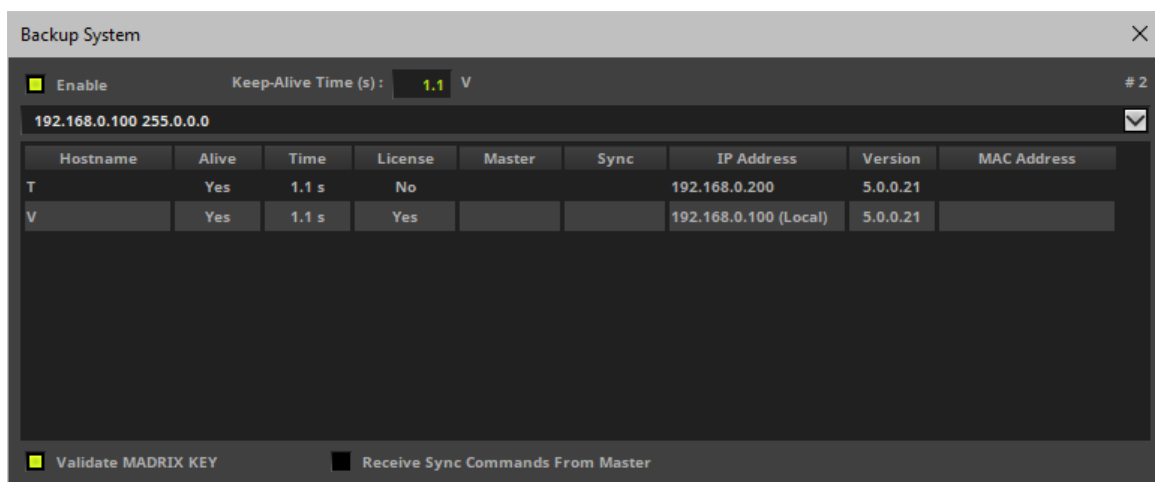 Backup System
Enable Keep-Alive Time (s) : 1.1 V # 2
192.168.0.100 255.0.0.0
Hostname Alive Time License Master Sync IP Address Version MAC Address
T Yes 1.1 s No 192.168.0.200 5.0.0.21
V Yes 1.1 s Yes 192.168.0.100 (Local) 5.0.0.21
Validate MADRIX KEY Receive Sync Commands From Master